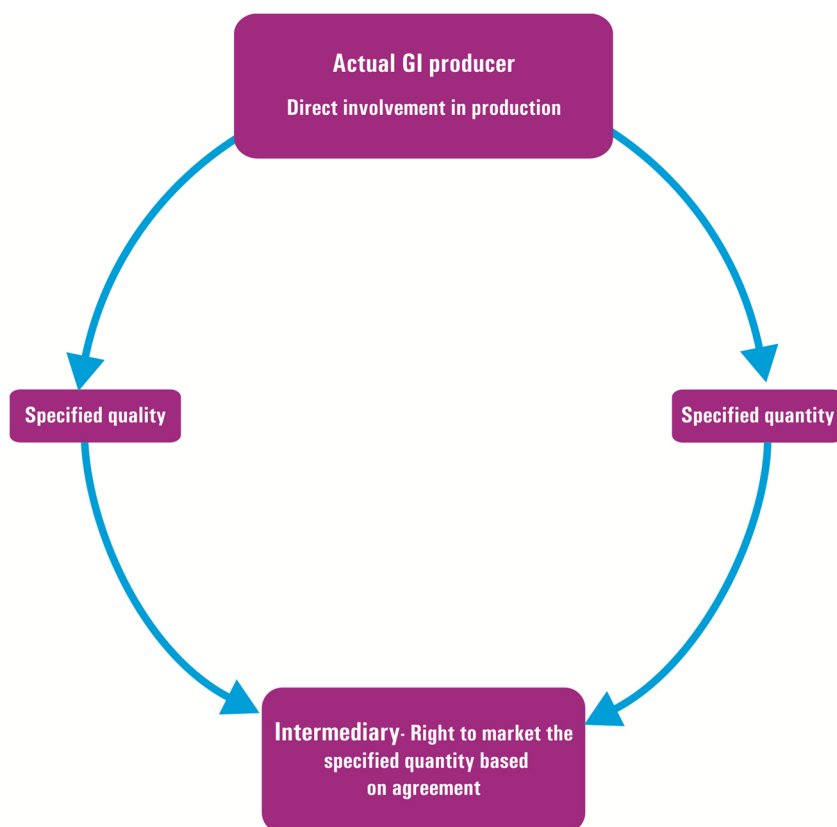 Actual GI producer
Direct involvement in production
Specified quality
Specified quantity
Intermediary- Right to market the
specified quantity based
on agreement